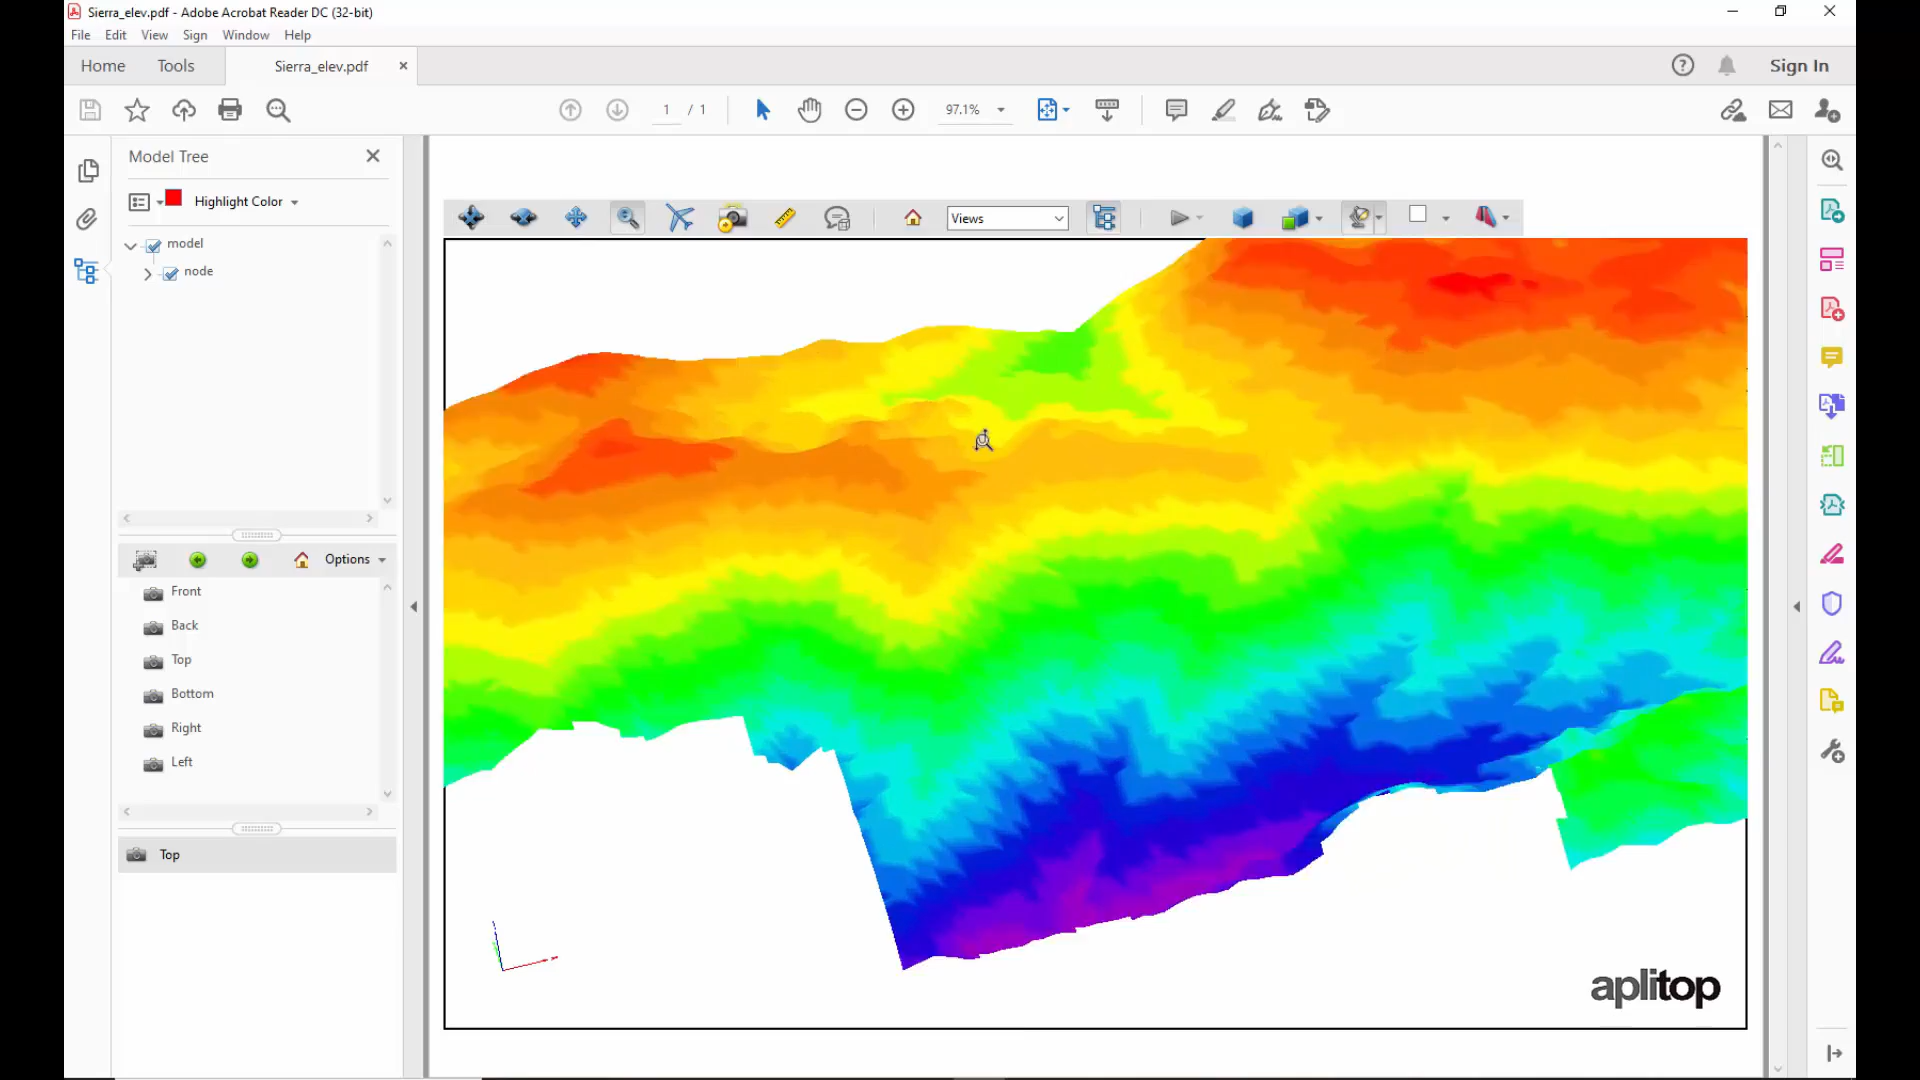 Sierra_elev.pdf - Adobe Acrobat Reader DC (32-bit)
File Edit View Sign Window Help
Home Tools Sierra_elev.pdf Sign In
1 / 1 97.1%
Model Tree
Highlight Color
Views
model
node
Options
Front
Back
Top
Bottom
Right
Left
Top
aplitop